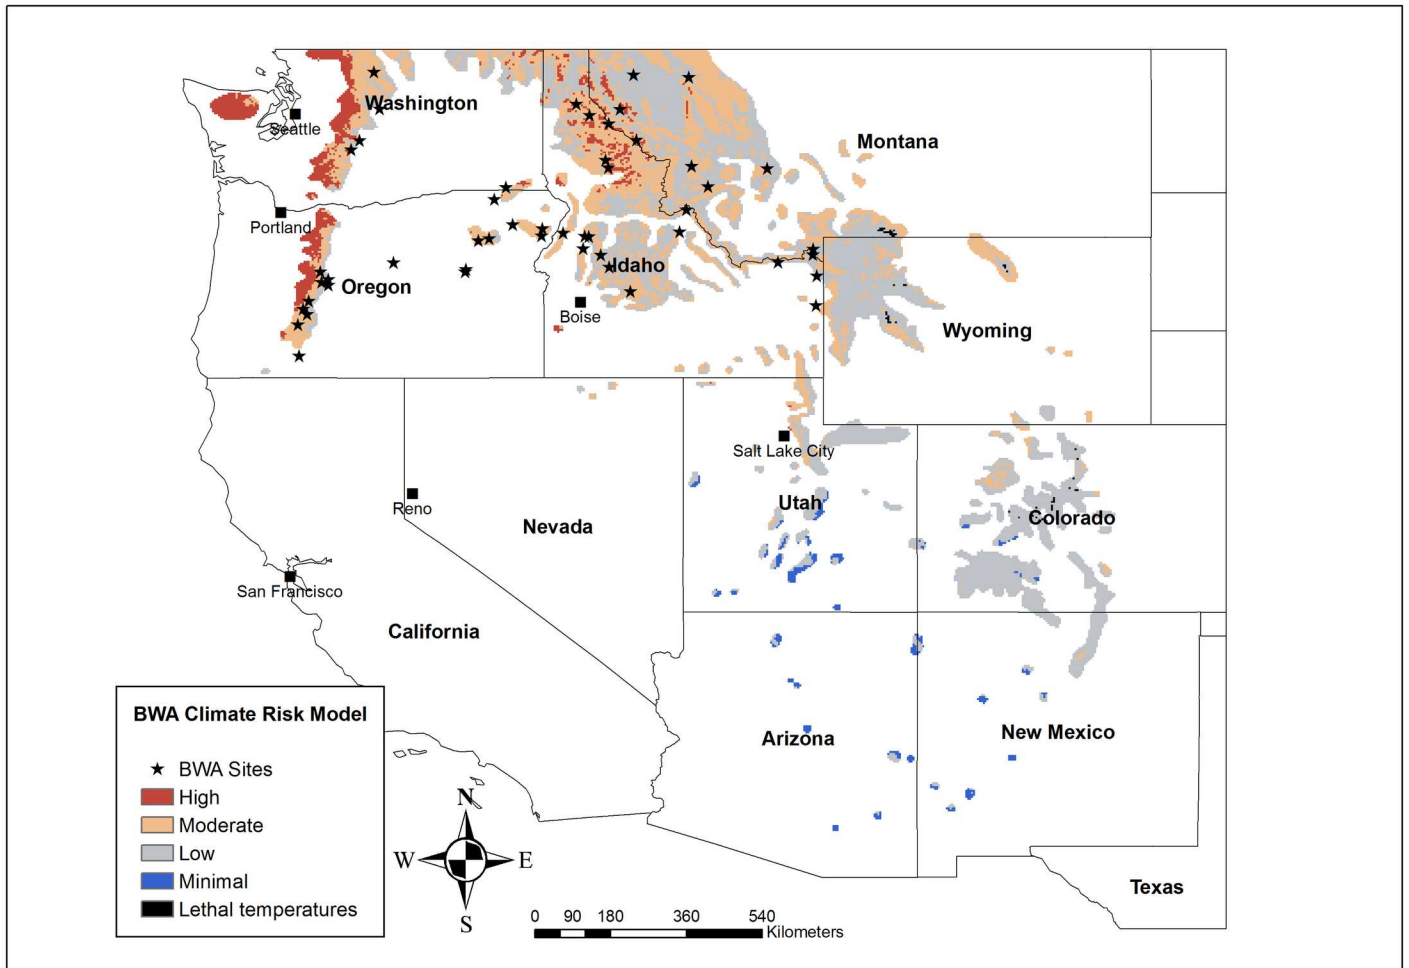 Washington
Seattle
Montana
Portland
Oregon
Idaho
Boise
Wyoming
Salt Lake City
Reno
Nevada
Utah
Colorado
San Francisco
California
Arizona
New Mexico
Texas
BWA Climate Risk Model
BWA Sites
High
Moderate
Low
Minimal
Lethal temperatures
N
W E
S
0 90 180 360 540
Kilometers